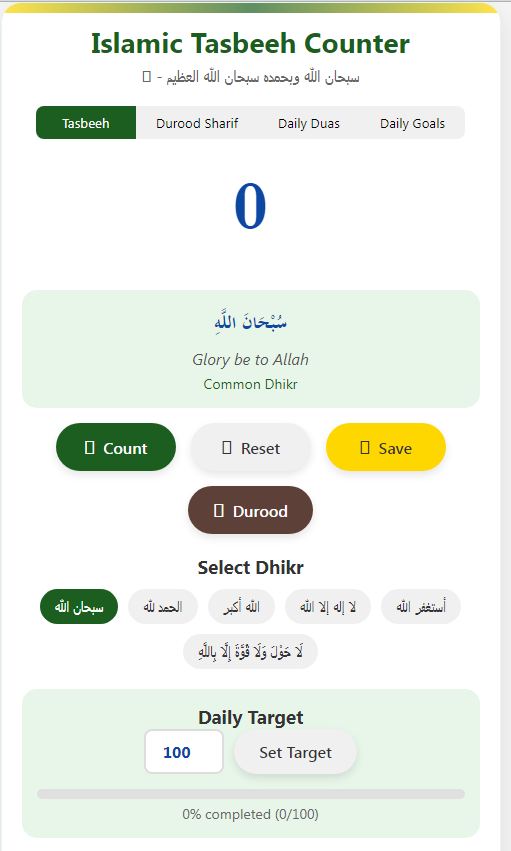 Islamic Tasbeeh Counter
سبحان الله وبحمده سبحان الله العظيم -
Tasbeeh Durood Sharif Daily Duas Daily Goals
0
سُبْحَانَ اللَّهِ
Glory be to Allah
Common Dhikr
Count Reset Save
Durood
Select Dhikr
سبحان الله الحمد لله الله أكبر لا إله إلا الله أستغفر الله
لَا حَوْلَ وَلَا قُوَّةَ إِلَّا بِاللَّهِ
Daily Target
100 Set Target
0% completed (0/100)